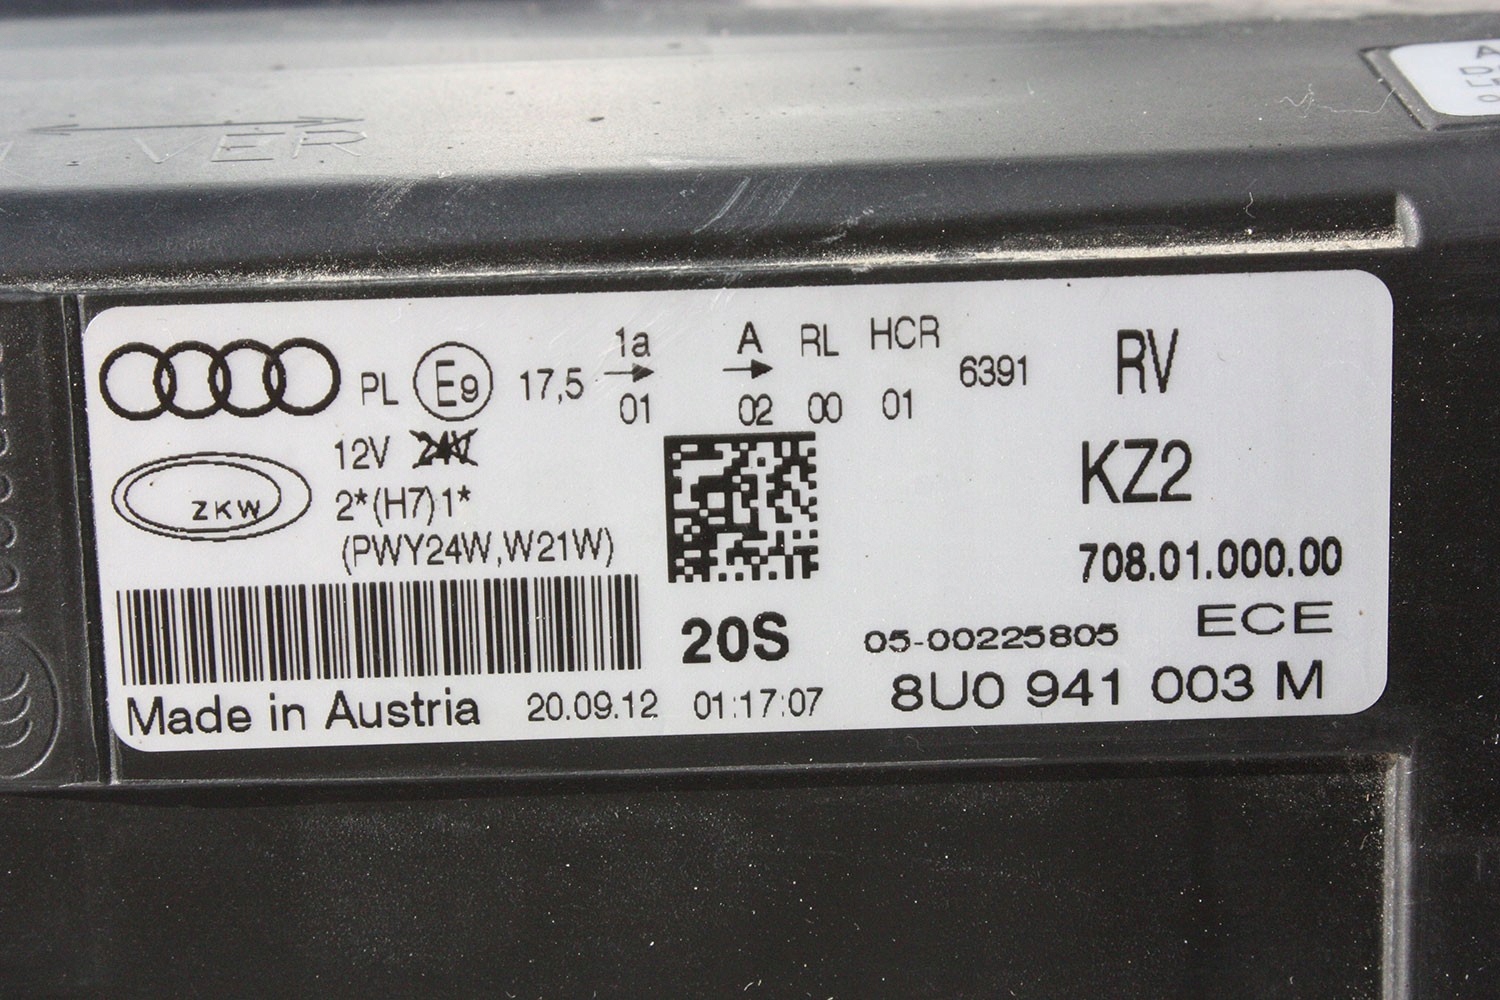 VER
1a A RL HCR
PL E9 17,5 → → 6391 RV
01 02 00 01
12V 24V
ZKW 2*(H7)1* KZ2
(PWY24W,W21W) 708.01.000.00
20S 05-00225805 ECE
Made in Austria 20.09.12 01:17:07 8U0 941 003 M